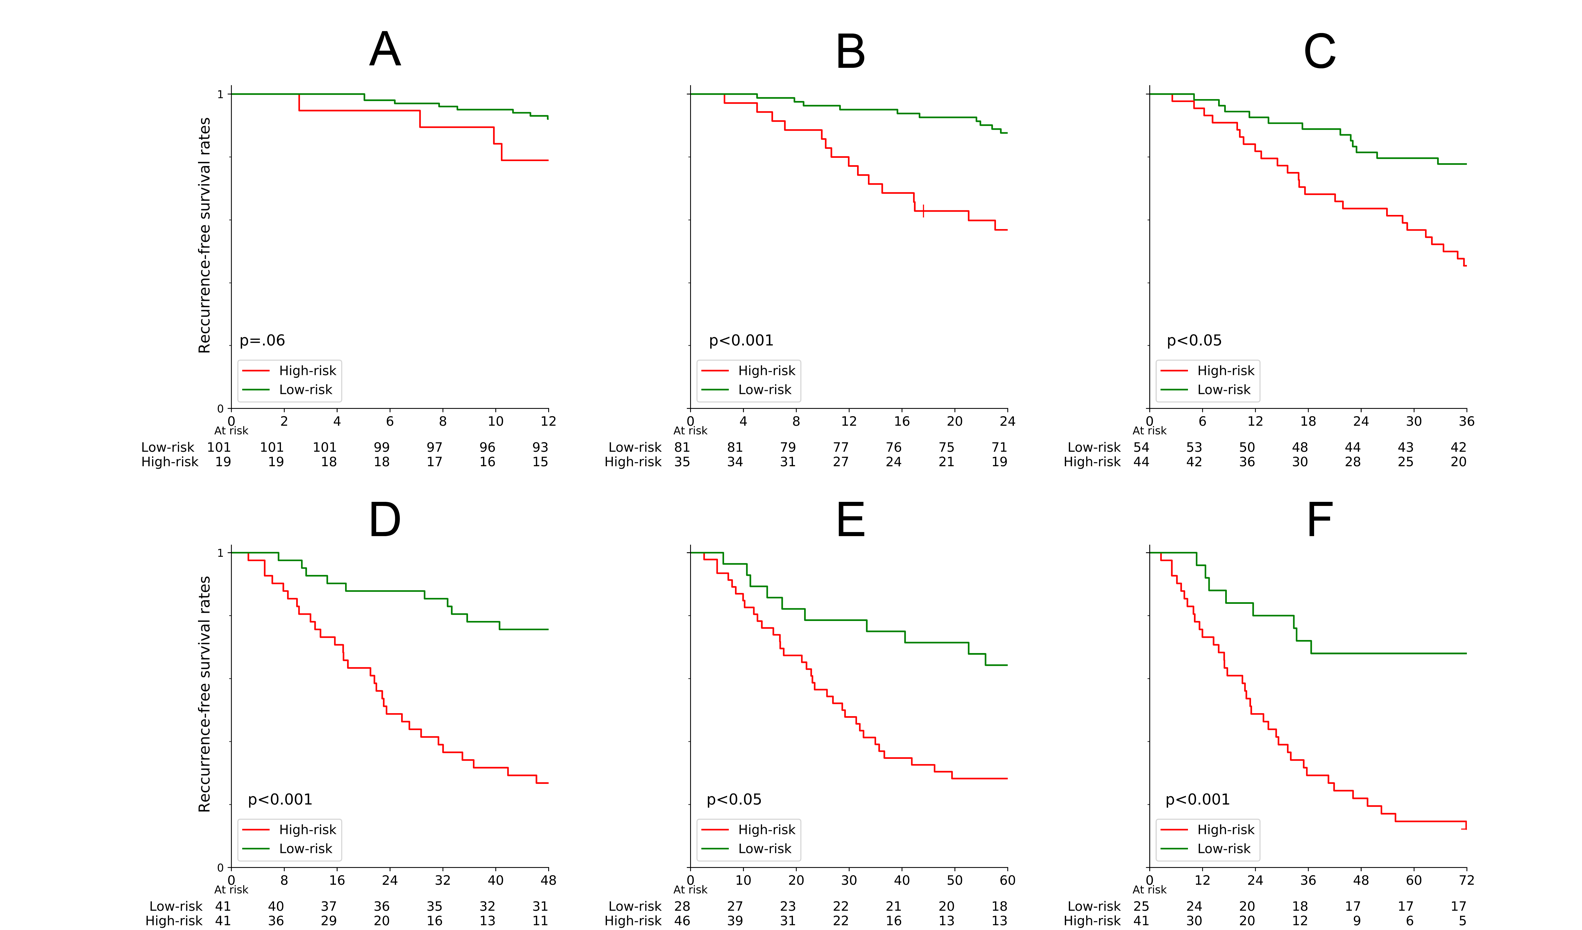 A
B
C
Reccurrence-free survival rates
1
0
p=.06
High-risk
Low-risk
0 2 4 6 8 10 12
At risk
Low-risk 101 101 101 99 97 96 93
High-risk 19 19 18 18 17 16 15
p<0.001
High-risk
Low-risk
0 4 8 12 16 20 24
At risk
Low-risk 81 81 79 77 76 75 71
High-risk 35 34 31 27 24 21 19
p<0.05
High-risk
Low-risk
0 6 12 18 24 30 36
At risk
Low-risk 54 53 50 48 44 43 42
High-risk 44 42 36 30 28 25 20
D
E
F
Reccurrence-free survival rates
1
0
p<0.001
High-risk
Low-risk
0 8 16 24 32 40 48
At risk
Low-risk 41 40 37 36 35 32 31
High-risk 41 36 29 20 16 13 11
p<0.05
High-risk
Low-risk
0 10 20 30 40 50 60
At risk
Low-risk 28 27 23 22 21 20 18
High-risk 46 39 31 22 16 13 13
p<0.001
High-risk
Low-risk
0 12 24 36 48 60 72
At risk
Low-risk 25 24 20 18 17 17 17
High-risk 41 30 20 12 9 6 5